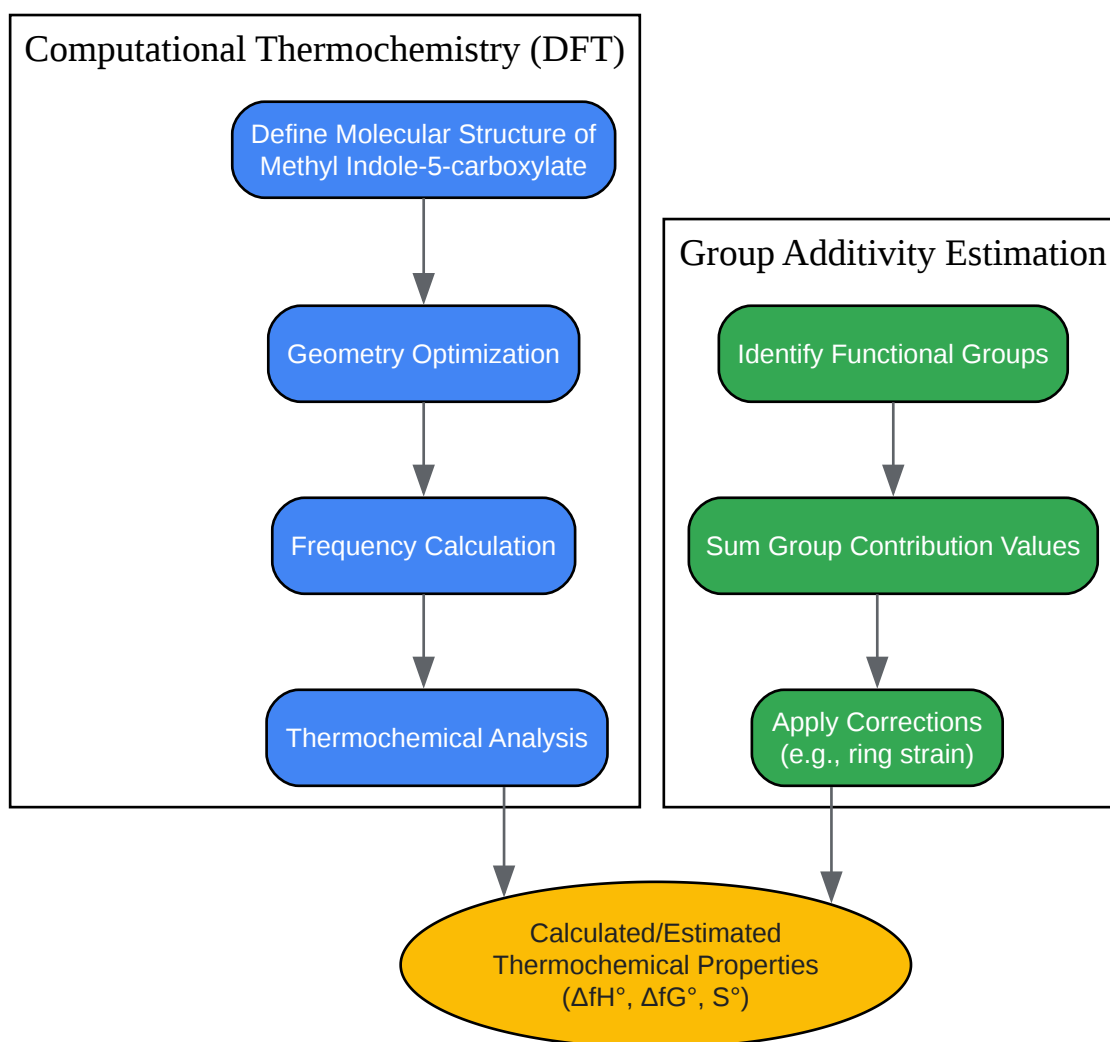 Computational Thermochemistry (DFT)
Define Molecular Structure of
Methyl Indole-5-carboxylate
Geometry Optimization
Frequency Calculation
Thermochemical Analysis
Group Additivity Estimation
Identify Functional Groups
Sum Group Contribution Values
Apply Corrections
(e.g., ring strain)
Calculated/Estimated
Thermochemical Properties
(ΔfH°, ΔfG°, S°)